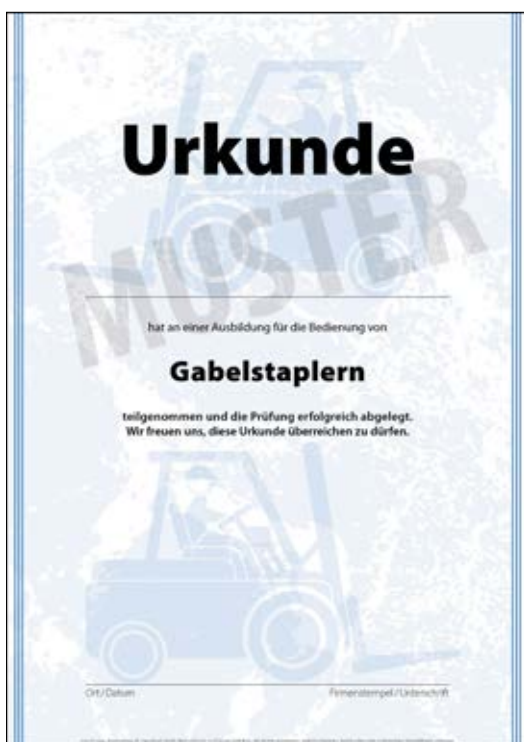 Urkunde
MUSTER
hat an einer Ausbildung für die Bedienung von
Gabelstaplern
teilgenommen und die Prüfung erfolgreich abgelegt.
Wir freuen uns, diese Urkunde überreichen zu dürfen.
Ort/Datum Firmenstempel/Unterschrift